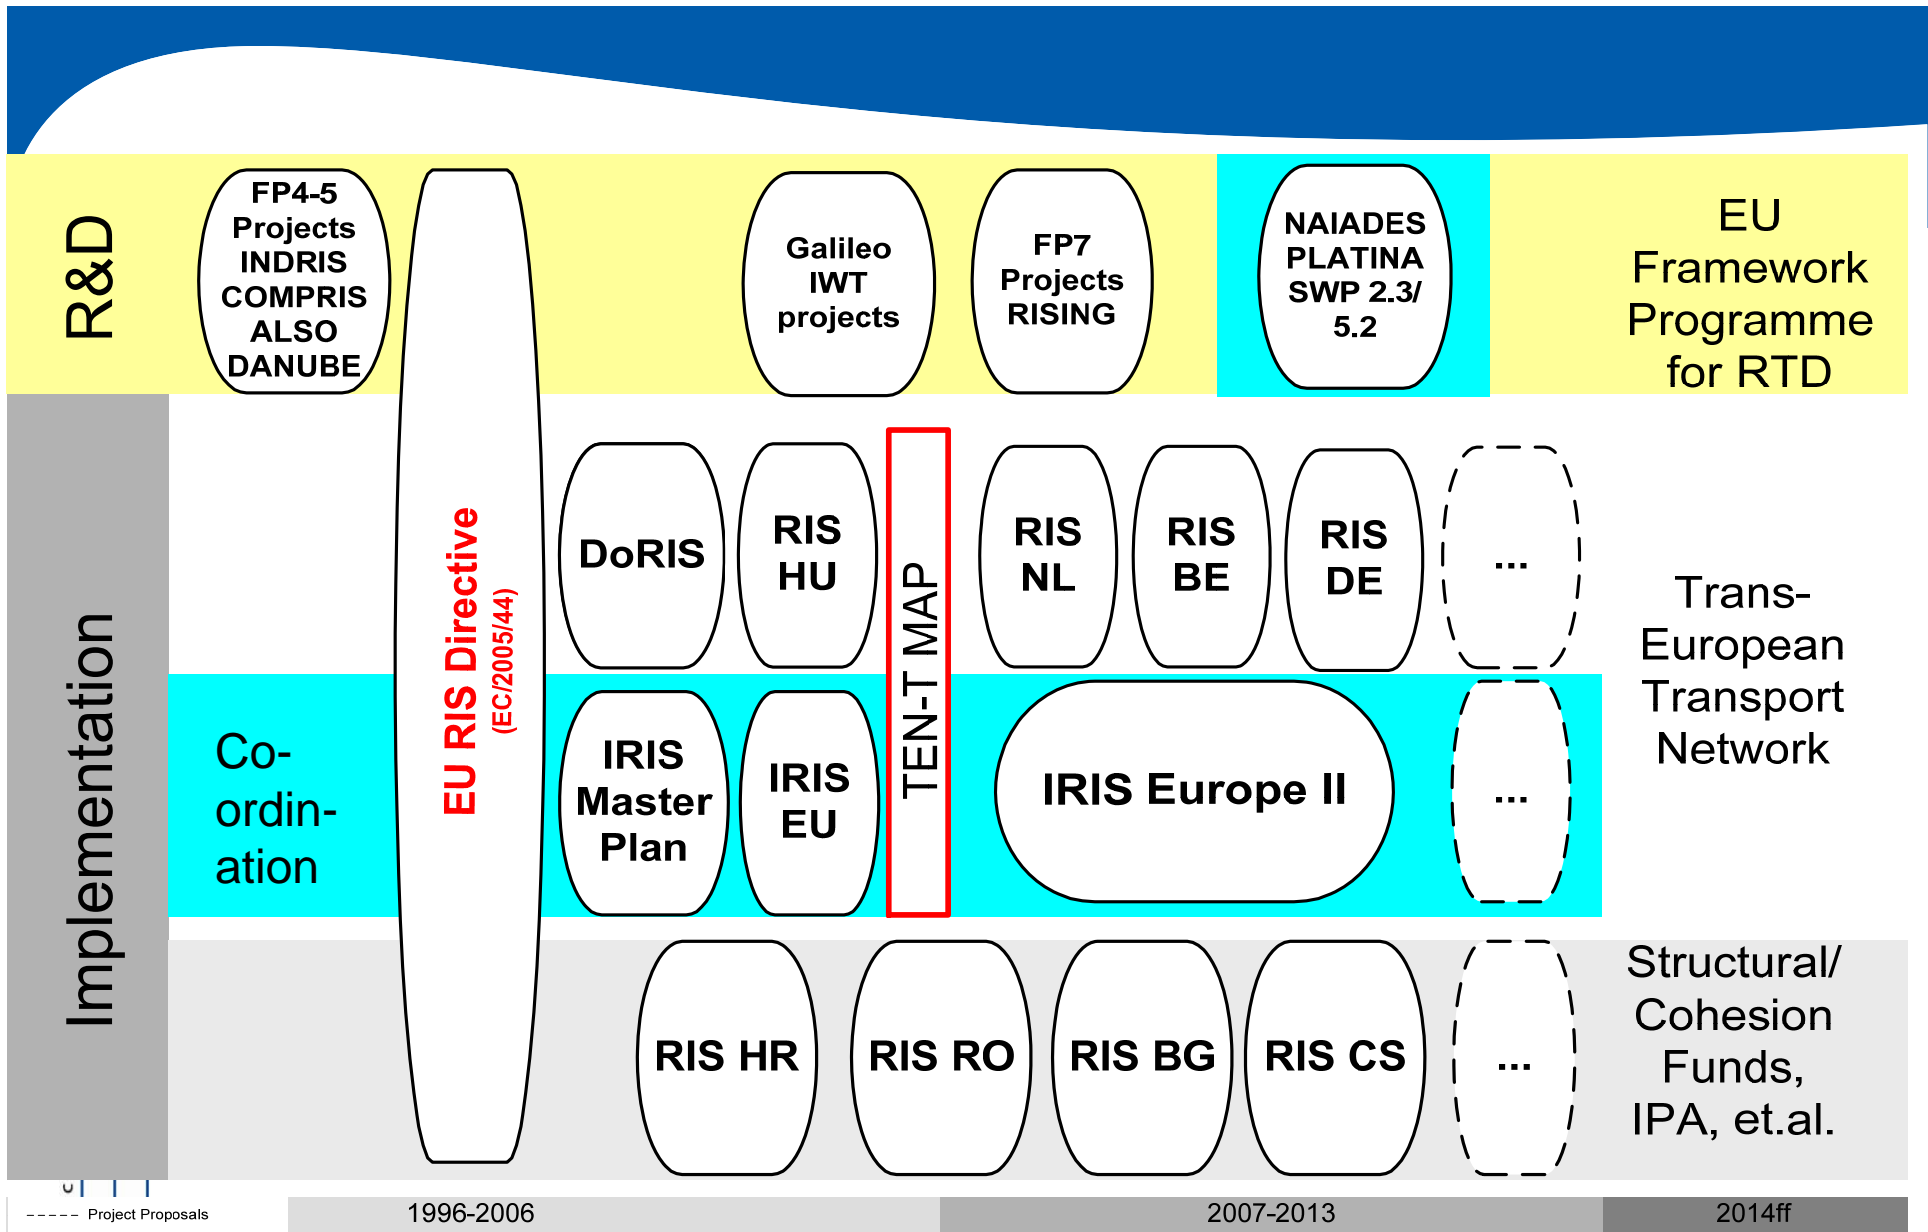 R&D
FP4-5
Projects
INDRIS
COMPRIS
ALSO
DANUBE
Galileo
IWT
projects
FP7
Projects
RISING
NAIADES
PLATINA
SWP 2.3/
5.2
EU
Framework
Programme
for RTD
Implementation
EU RIS Directive
(EC/2005/44)
DoRIS
RIS
HU
TEN-T MAP
RIS
NL
RIS
BE
RIS
DE
...
Trans-
European
Transport
Network
Co-
ordin-
ation
IRIS
Master
Plan
IRIS
EU
IRIS Europe II
...
RIS HR
RIS RO
RIS BG
RIS CS
...
Structural/
Cohesion
Funds,
IPA, et.al.
----- Project Proposals
1996-2006
2007-2013
2014ff